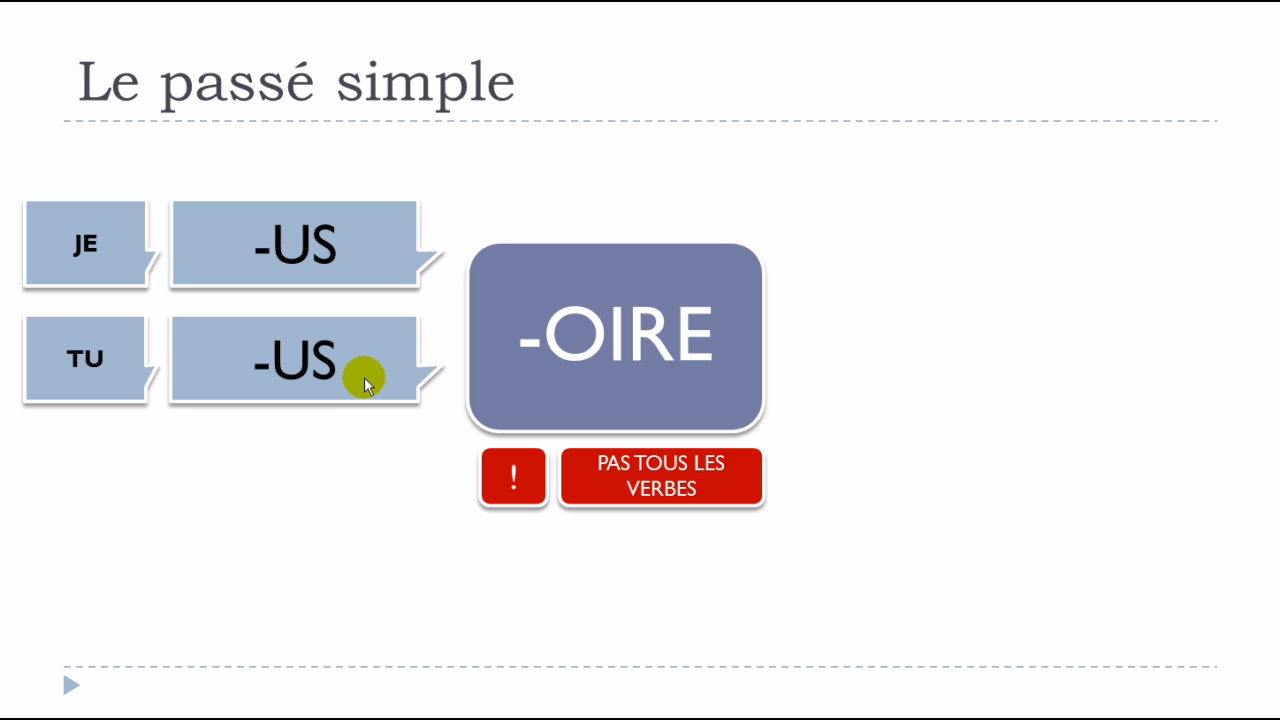 Le passé simple
JE
-US
TU
-US
-OIRE
!
PAS TOUS LES
VERBES